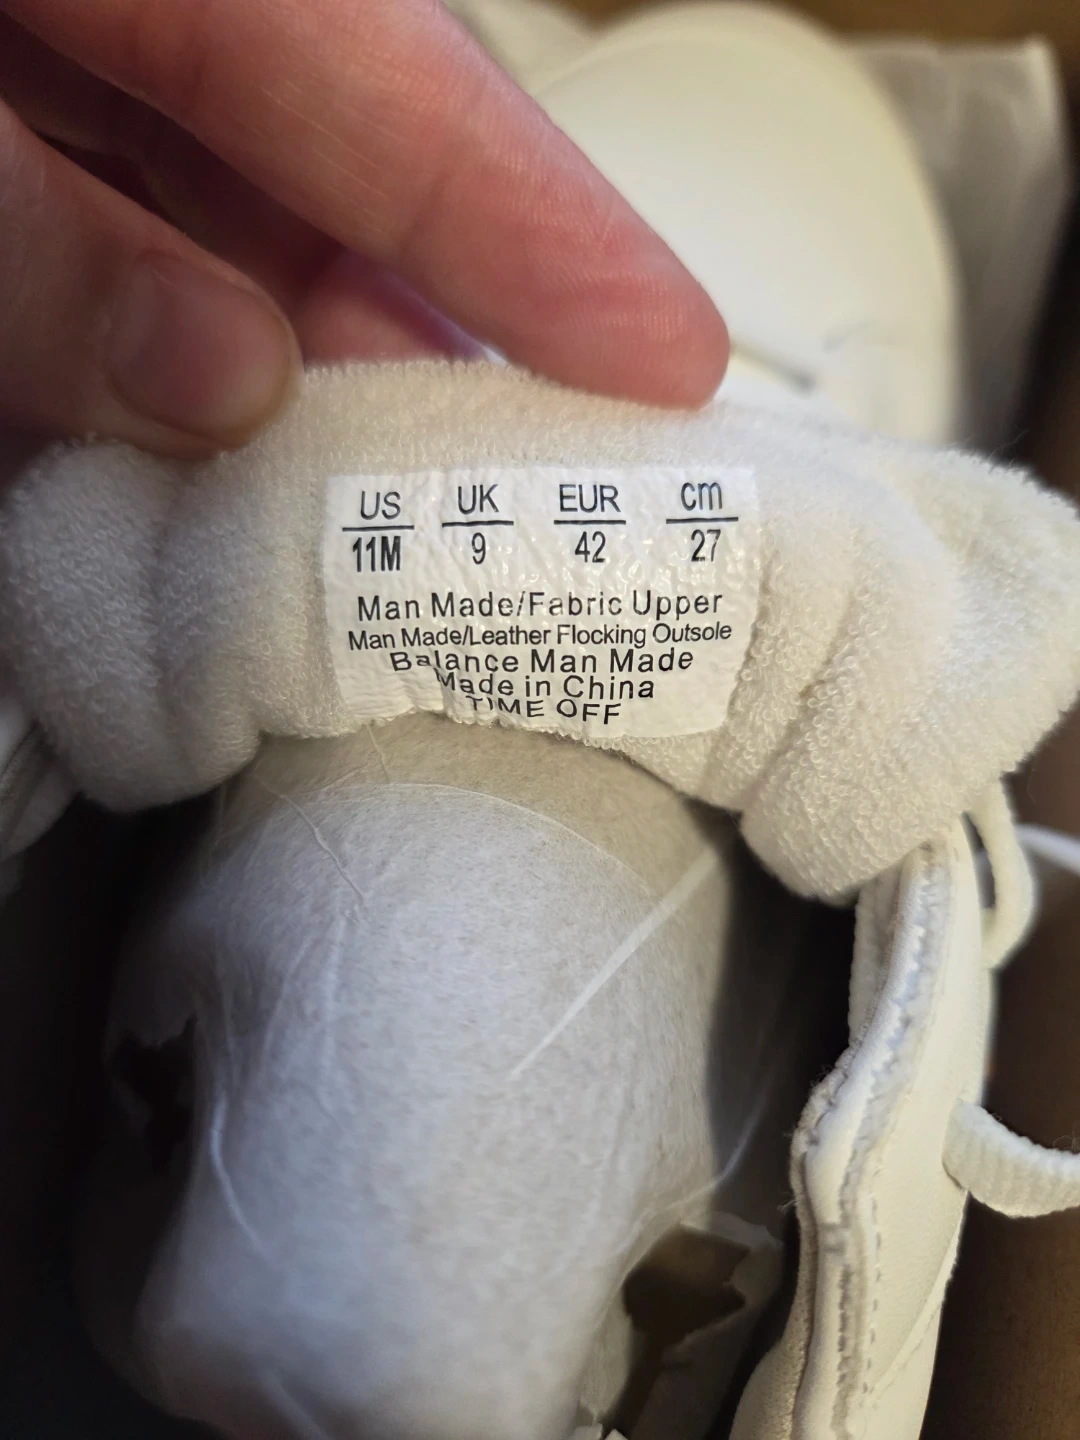 US UK EUR cm
11M 9 42 27
Man Made/Fabric Upper
Man Made/Leather Flocking Outsole
Balance Man Made
Made in China
TIME OFF